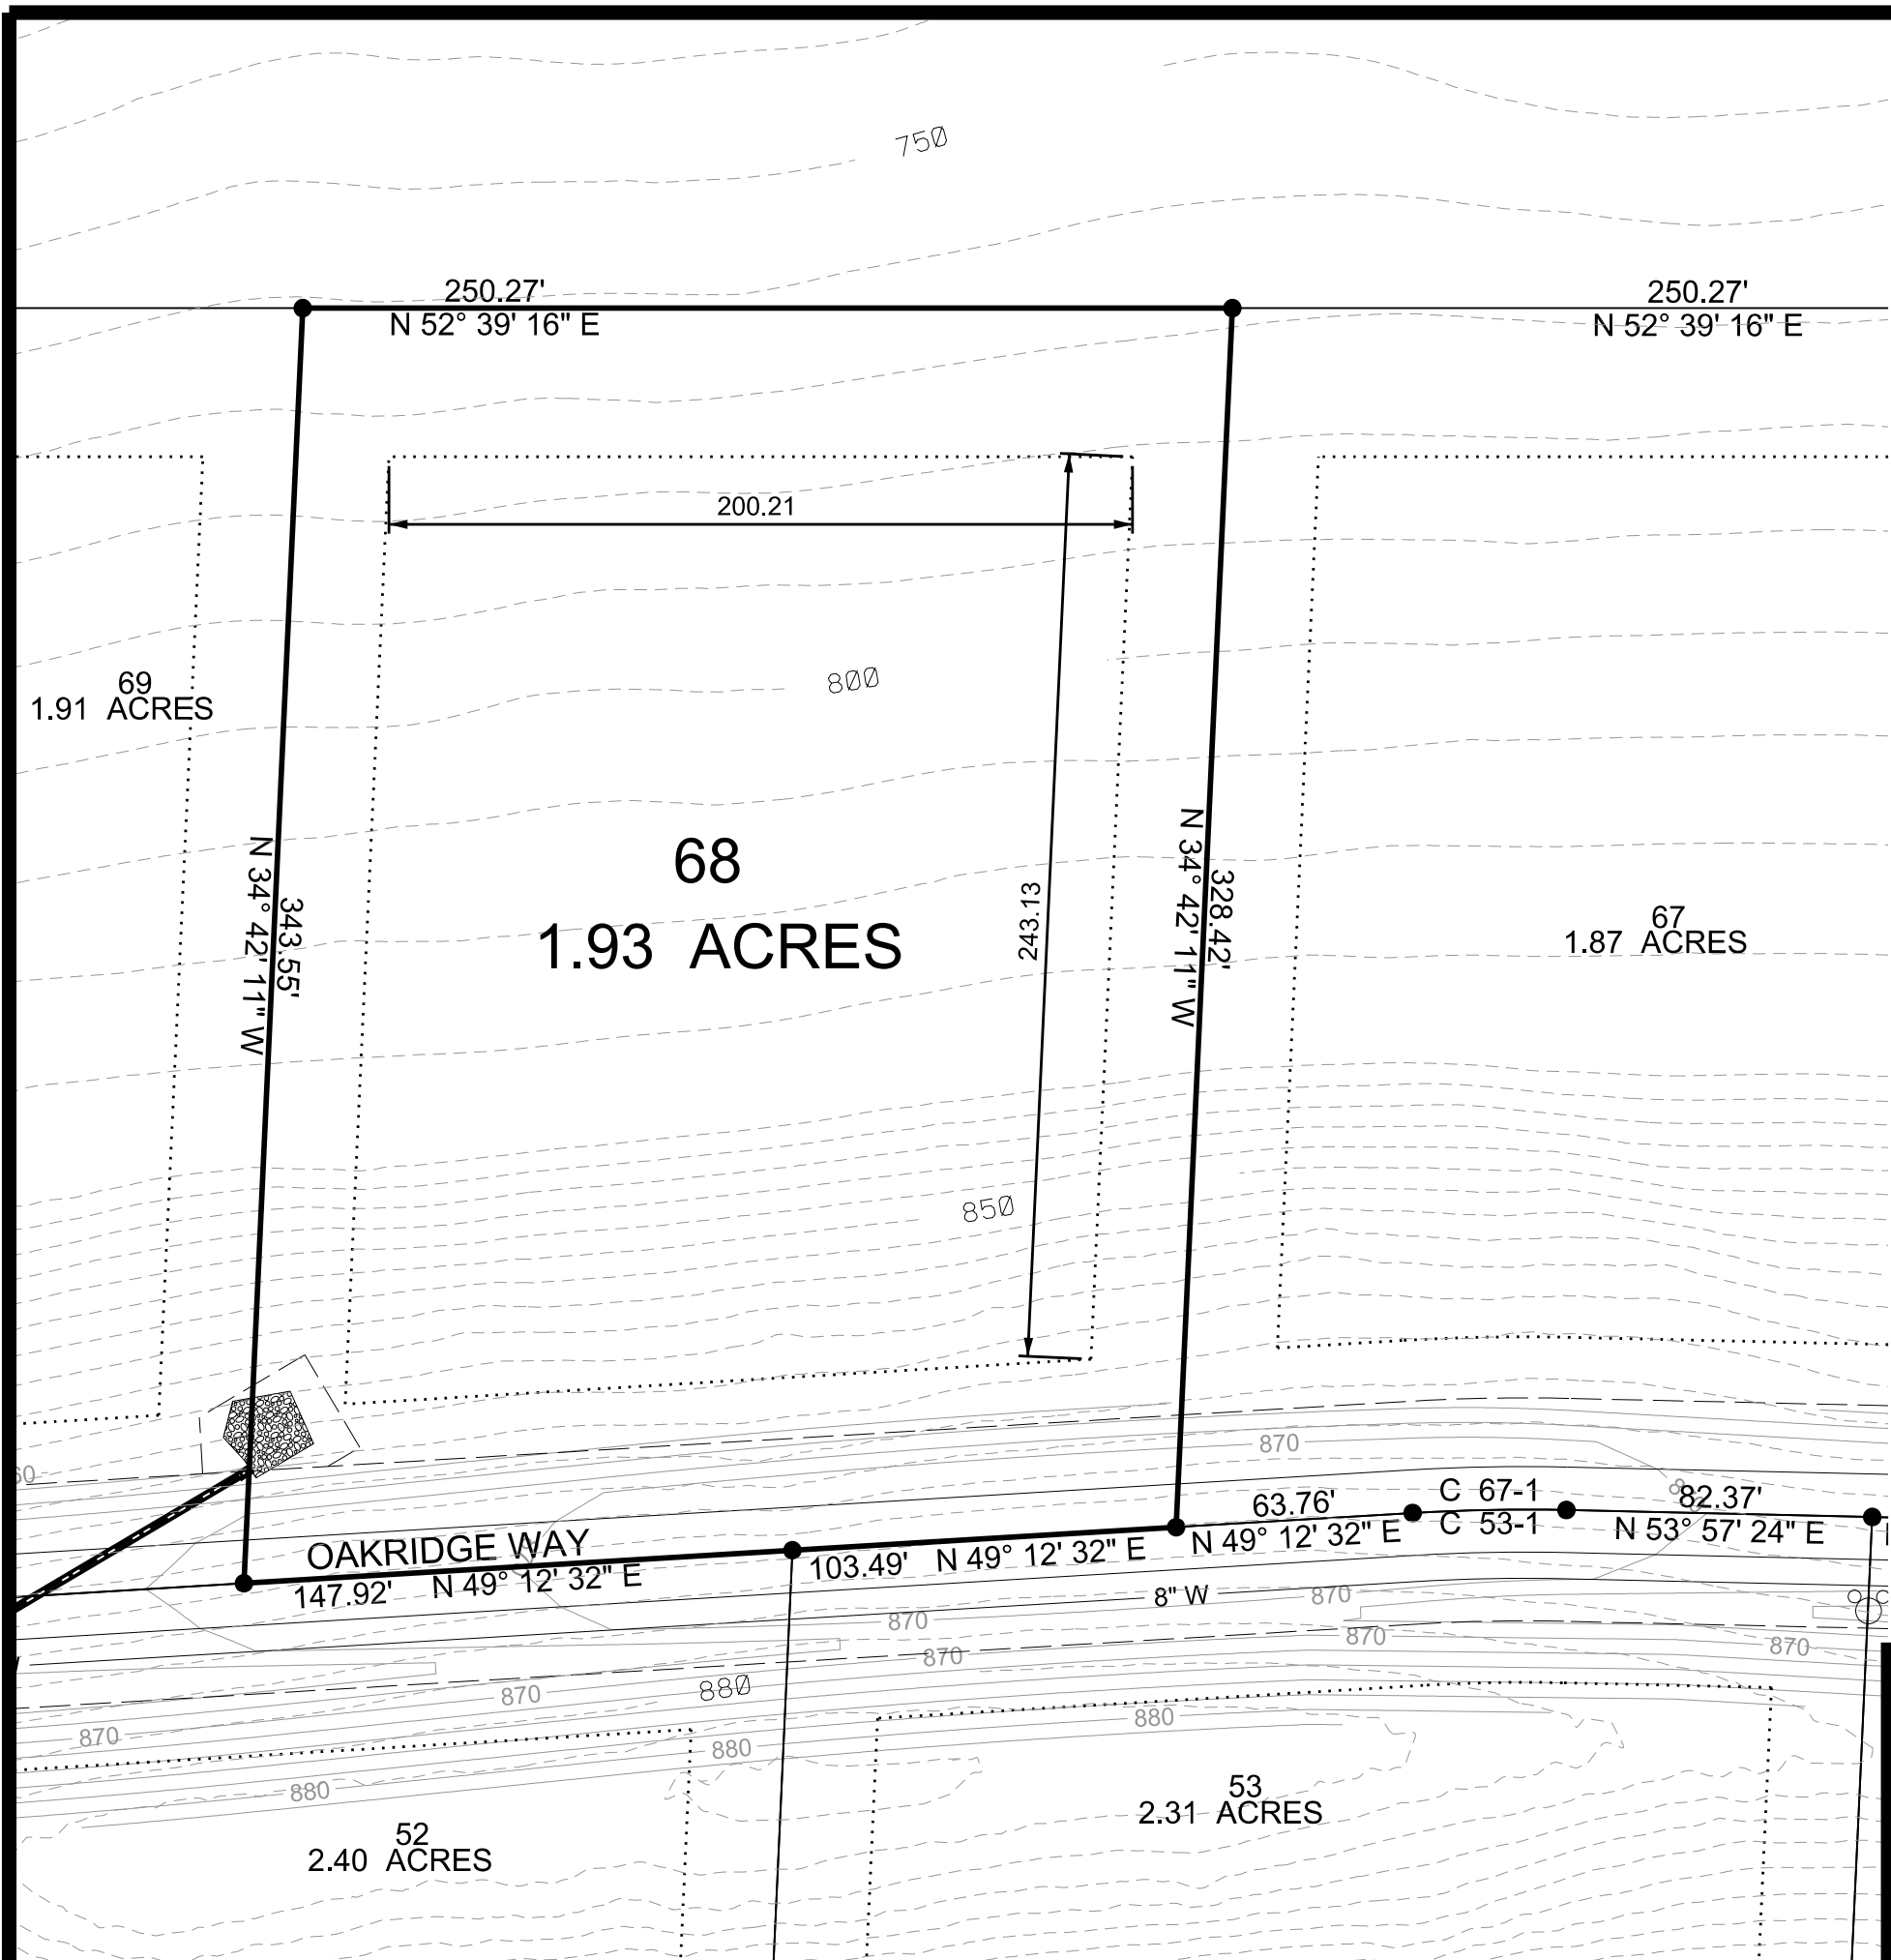 750
250.27'
N 52° 39' 16" E
250.27'
N 52° 39' 16" E
200.21
800
69
1.91 ACRES
68
1.93 ACRES
243.13
N 34° 42' 11" W
343.55'
N 34° 42' 11" W
328.42'
67
1.87 ACRES
850
870
60
63.76'
N 49° 12' 32" E
C 67-1
C 53-1
82.37'
N 53° 57' 24" E
OAKRIDGE WAY
147.92' N 49° 12' 32" E
103.49' N 49° 12' 32" E
8" W
870
870
870
870
870
870
870
880
880
880
880
53
2.31 ACRES
52
2.40 ACRES